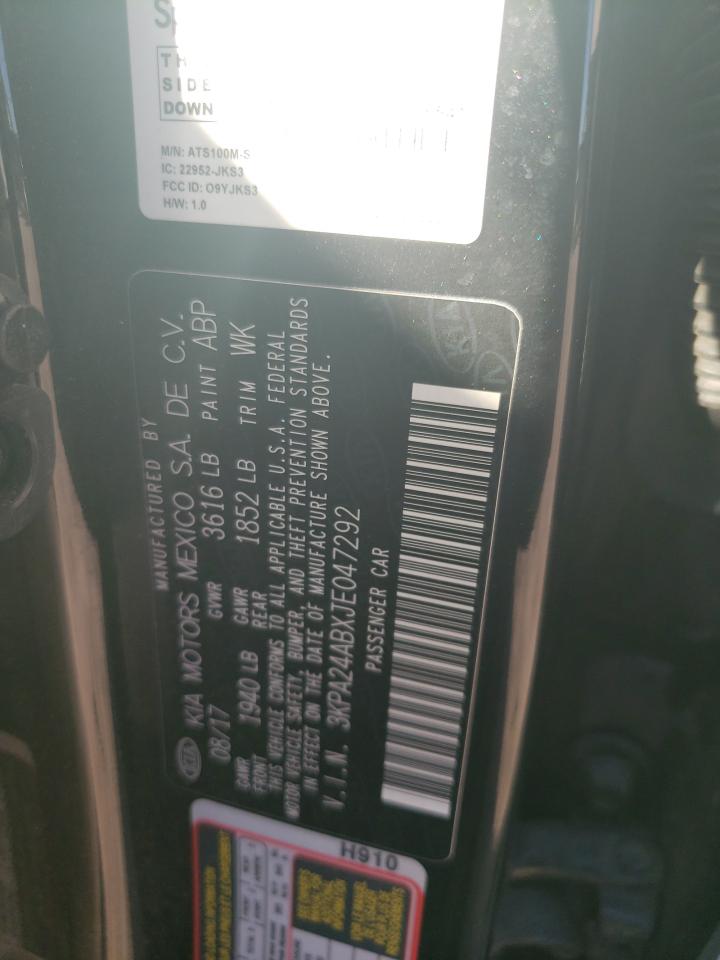 SIDE
DOWN
M/N: ATS100M-S
IC: 22952-JKS3
FCC ID: O9YJKS3
H/W: 1.0
MANUFACTURED BY
KIA KIA MOTORS MEXICO S.A. DE C.V.
08/17 GVWR 3616 LB PAINT ABP
GAWR FRONT 1940 LB GAWR REAR 1852 LB TRIM WK
THIS VEHICLE CONFORMS TO ALL APPLICABLE U.S.A. FEDERAL
MOTOR VEHICLE SAFETY, BUMPER, AND THEFT PREVENTION STANDARDS
IN EFFECT ON THE DATE OF MANUFACTURE SHOWN ABOVE.
V.I.N. 3KPA24ABXJE047292
PASSENGER CAR
KIA
H910